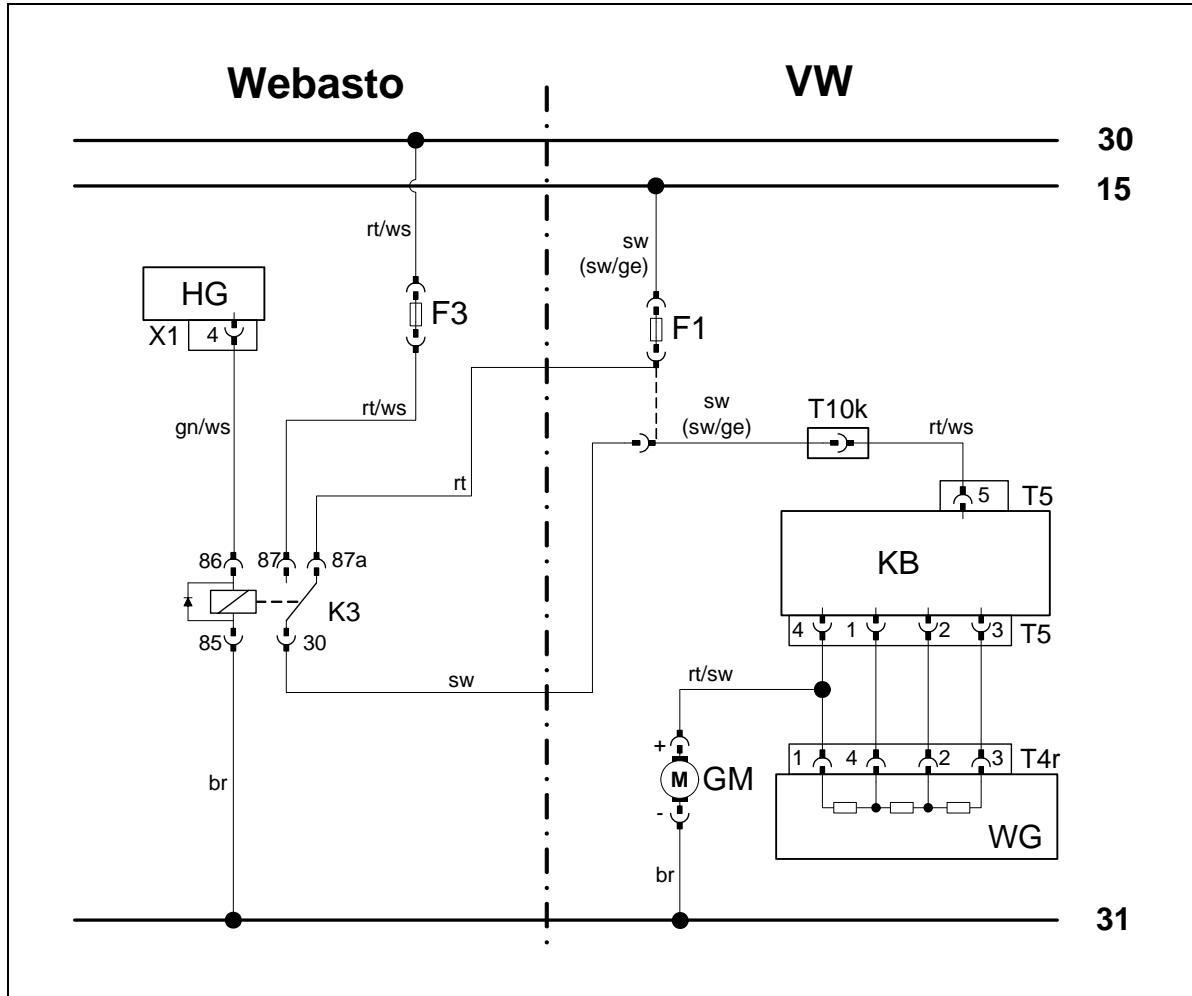 Webasto
VW
30
15
rt/ws
sw
(sw/ge)
HG
X1
4
F3
F1
gn/ws
rt/ws
sw
(sw/ge)
T10k
rt/ws
rt
5
T5
86
87
87a
KB
K3
85
30
4
1
2
3
T5
sw
rt/sw
+
M
GM
-
1
4
2
3
T4r
WG
br
br
31